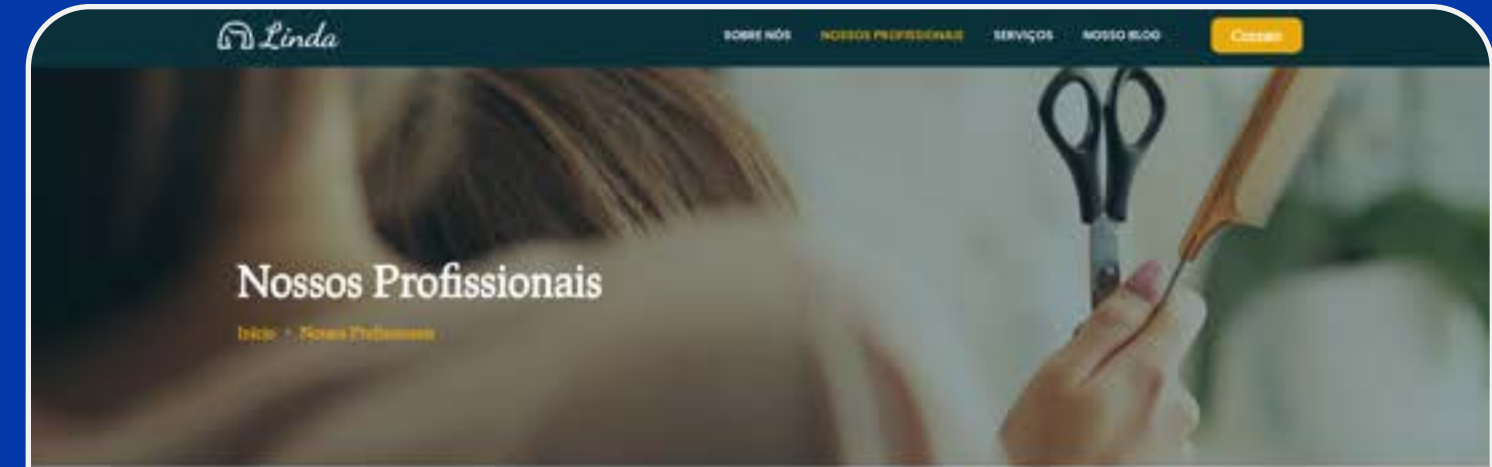 Linda
SOBRE NÓS NOSSOS PROFISSIONAIS SERVIÇOS NOSSO BLOG Contato
Nossos Profissionais
Início • Nossos Profissionais